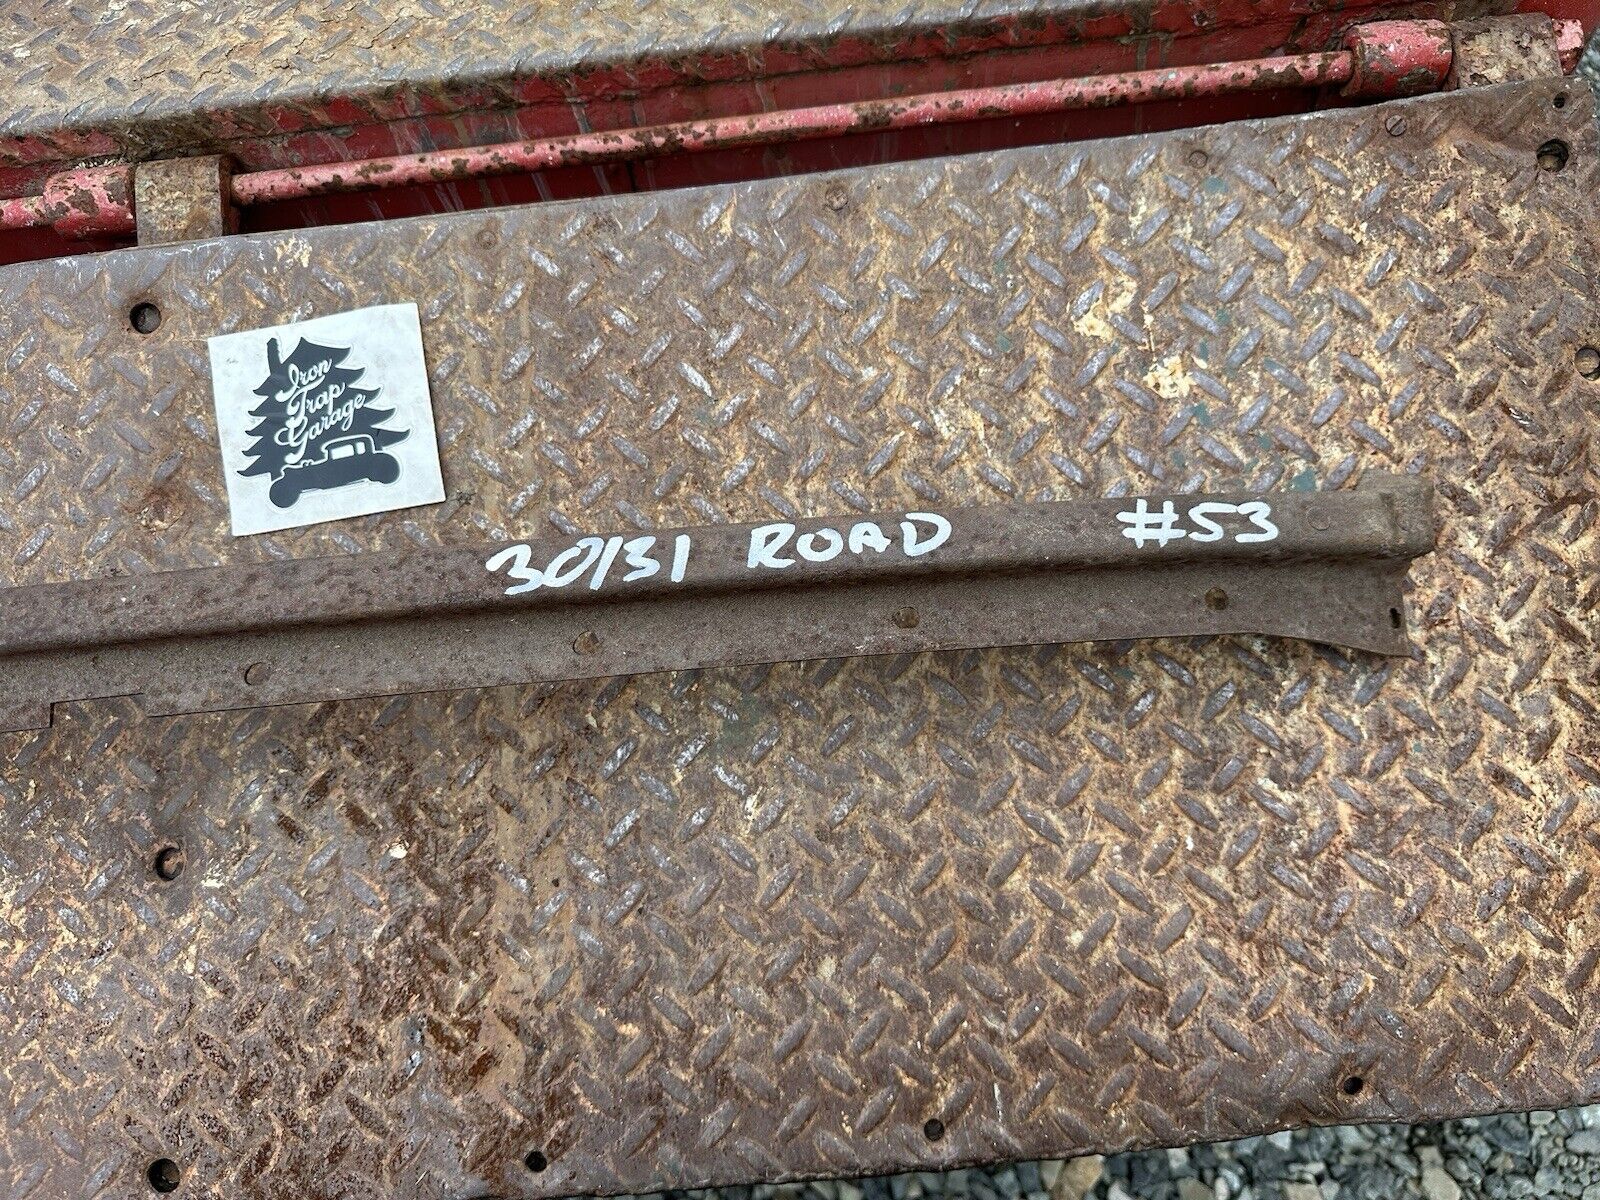 Iron
Trap
Garage
30/31 ROAD #53